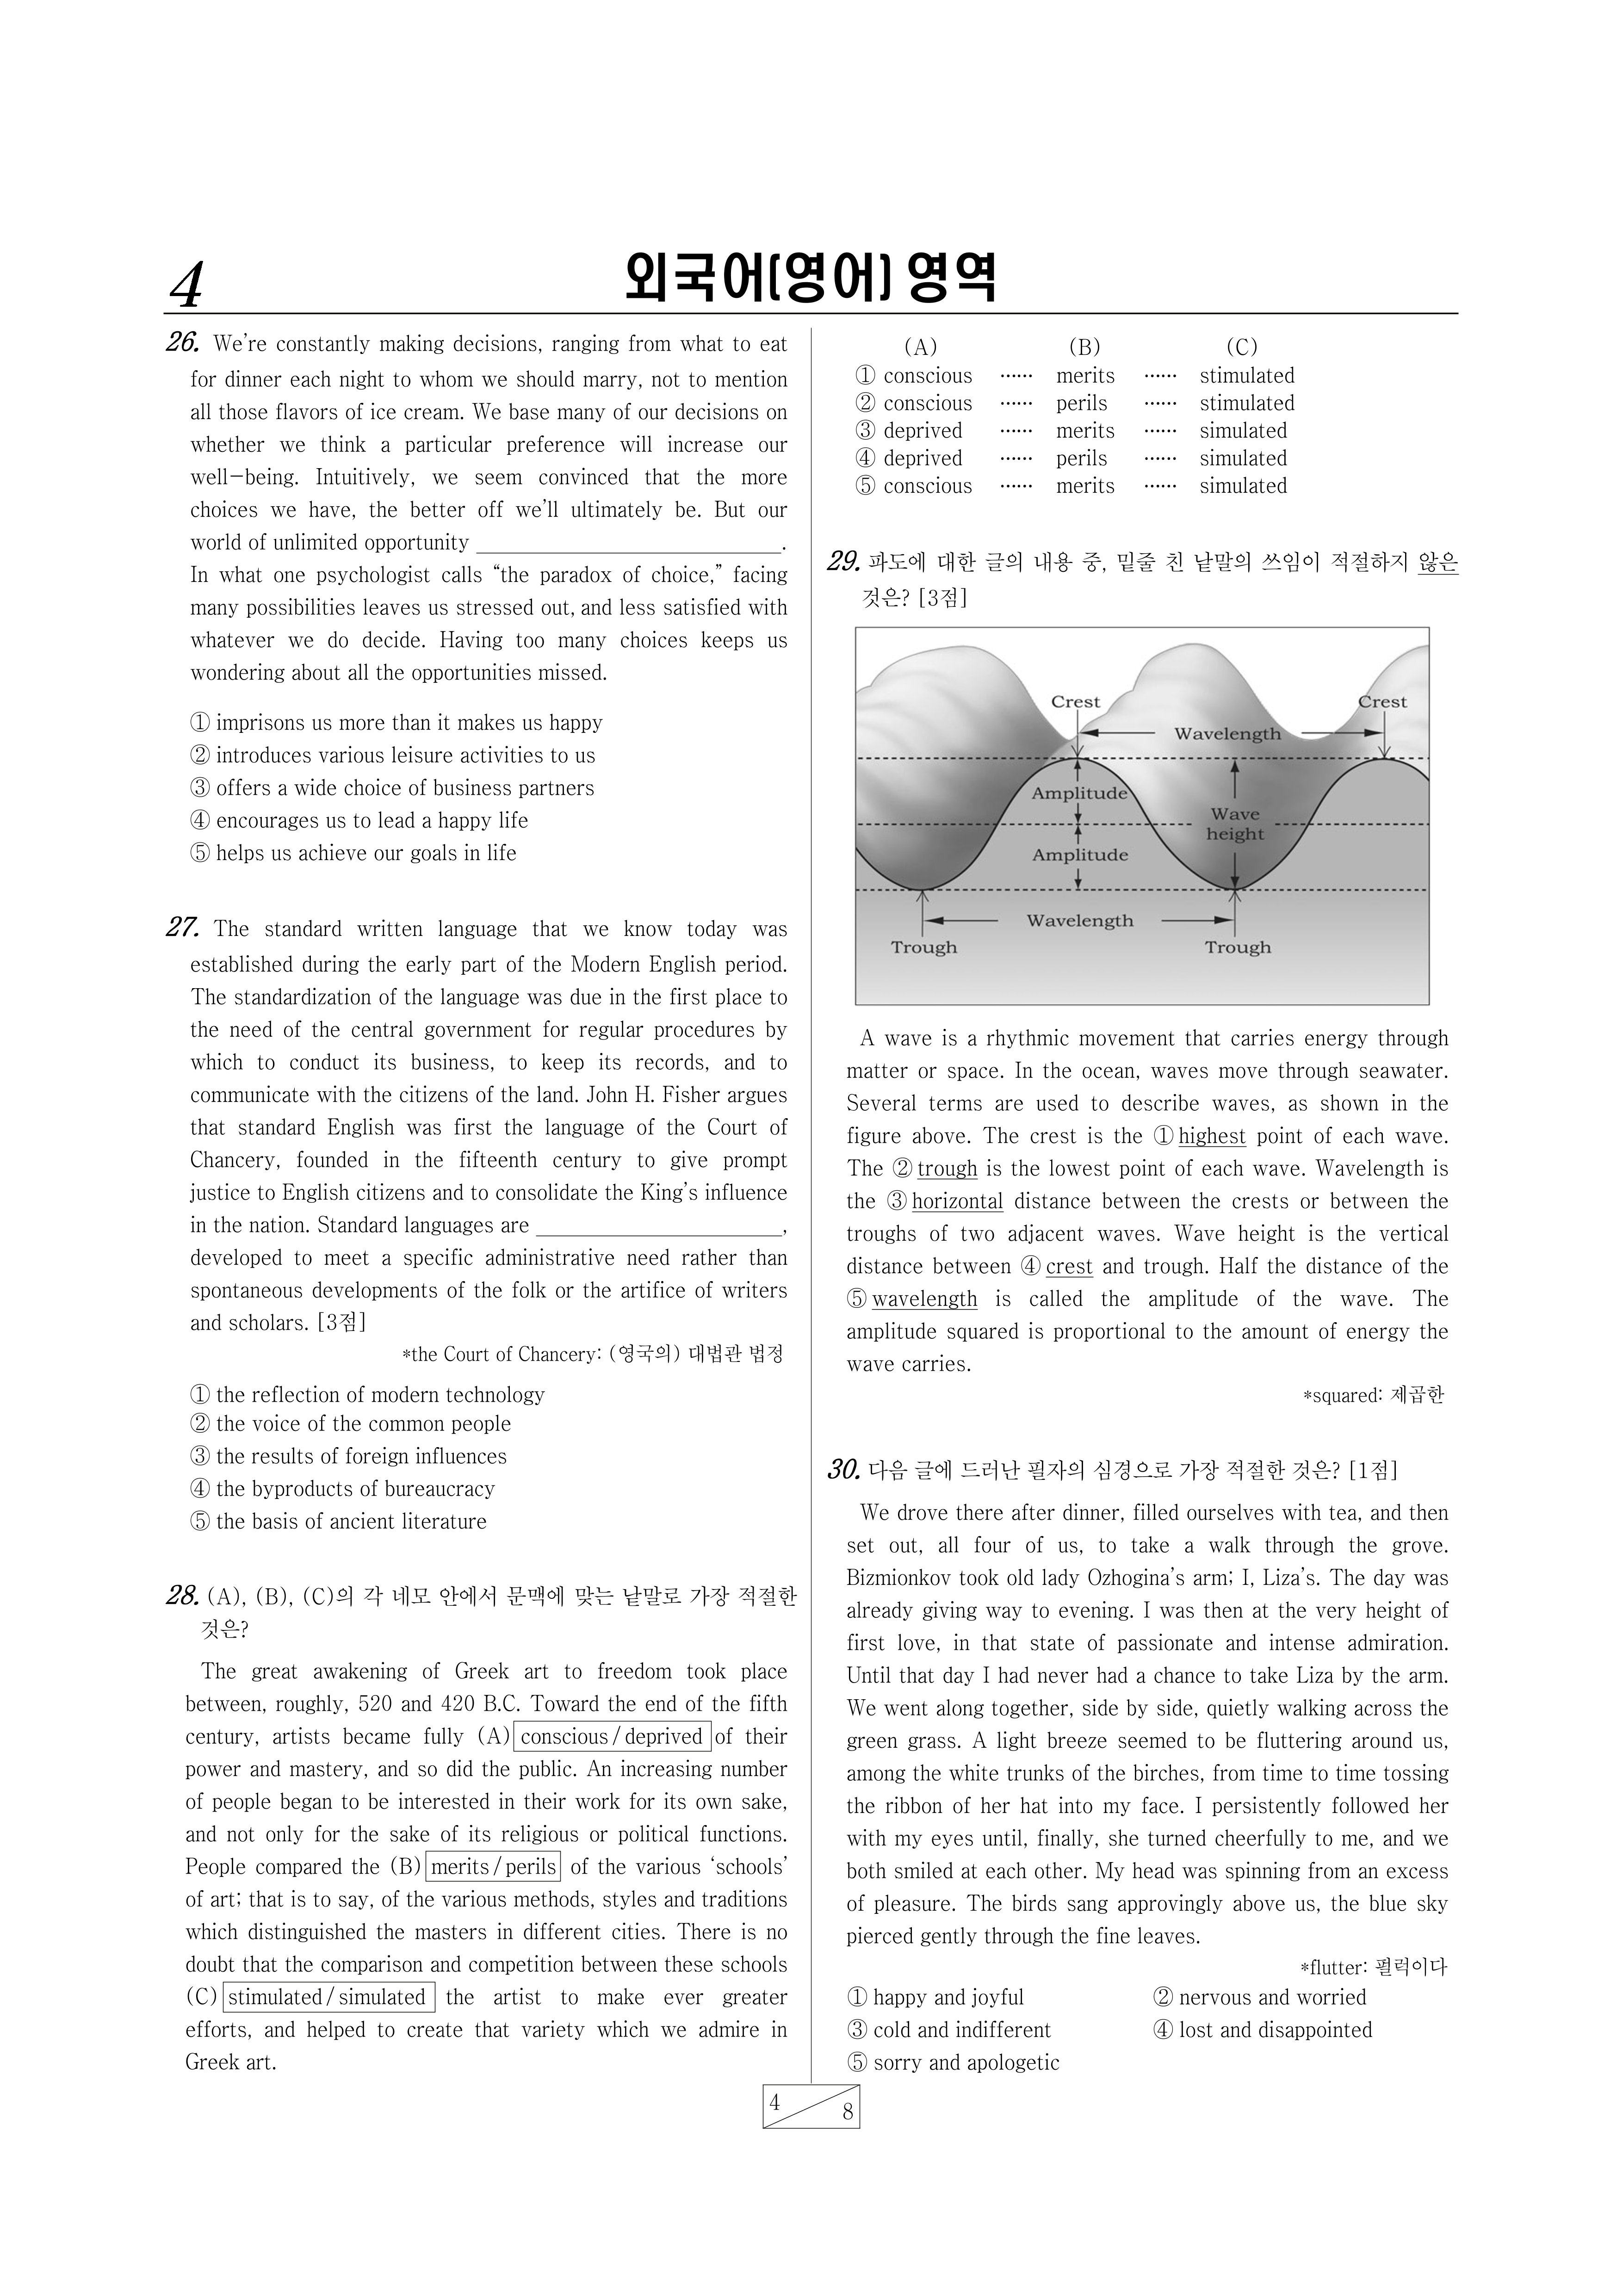 4
외국어(영어) 영역
26. We're constantly making decisions, ranging from what to eat
for dinner each night to whom we should marry, not to mention
all those flavors of ice cream. We base many of our decisions on
whether we think a particular preference will increase our
well-being. Intuitively, we seem convinced that the more
choices we have, the better off we'll ultimately be. But our
world of unlimited opportunity ______________________.
In what one psychologist calls “the paradox of choice,” facing
many possibilities leaves us stressed out, and less satisfied with
whatever we do decide. Having too many choices keeps us
wondering about all the opportunities missed.
① imprisons us more than it makes us happy
② introduces various leisure activities to us
③ offers a wide choice of business partners
④ encourages us to lead a happy life
⑤ helps us achieve our goals in life
27. The standard written language that we know today was
established during the early part of the Modern English period.
The standardization of the language was due in the first place to
the need of the central government for regular procedures by
which to conduct its business, to keep its records, and to
communicate with the citizens of the land. John H. Fisher argues
that standard English was first the language of the Court of
Chancery, founded in the fifteenth century to give prompt
justice to English citizens and to consolidate the King's influence
in the nation. Standard languages are ______________________,
developed to meet a specific administrative need rather than
spontaneous developments of the folk or the artifice of writers
and scholars. [3점]
*the Court of Chancery: (영국의) 대법관 법정
① the reflection of modern technology
② the voice of the common people
③ the results of foreign influences
④ the byproducts of bureaucracy
⑤ the basis of ancient literature
28. (A), (B), (C)의 각 네모 안에서 문맥에 맞는 낱말로 가장 적절한
것은?
The great awakening of Greek art to freedom took place
between, roughly, 520 and 420 B.C. Toward the end of the fifth
century, artists became fully (A) conscious / deprived of their
power and mastery, and so did the public. An increasing number
of people began to be interested in their work for its own sake,
and not only for the sake of its religious or political functions.
People compared the (B) merits / perils of the various ‘schools’
of art; that is to say, of the various methods, styles and traditions
which distinguished the masters in different cities. There is no
doubt that the comparison and competition between these schools
(C) stimulated / simulated the artist to make ever greater
efforts, and helped to create that variety which we admire in
Greek art.
(A) (B) (C)
① conscious ······ merits ······ stimulated
② conscious ······ perils ······ stimulated
③ deprived ······ merits ······ simulated
④ deprived ······ perils ······ simulated
⑤ conscious ······ merits ······ simulated
29. 파도에 대한 글의 내용 중, 밑줄 친 낱말의 쓰임이 적절하지 않은
것은? [3점]
Crest Crest
Wavelength
Amplitude
Wave
height
Amplitude
Wavelength
Trough Trough
A wave is a rhythmic movement that carries energy through
matter or space. In the ocean, waves move through seawater.
Several terms are used to describe waves, as shown in the
figure above. The crest is the ① highest point of each wave.
The ② trough is the lowest point of each wave. Wavelength is
the ③ horizontal distance between the crests or between the
troughs of two adjacent waves. Wave height is the vertical
distance between ④ crest and trough. Half the distance of the
⑤ wavelength is called the amplitude of the wave. The
amplitude squared is proportional to the amount of energy the
wave carries.
*squared: 제곱한
30. 다음 글에 드러난 필자의 심경으로 가장 적절한 것은? [1점]
We drove there after dinner, filled ourselves with tea, and then
set out, all four of us, to take a walk through the grove.
Bizmionkov took old lady Ozhogina's arm; I, Liza's. The day was
already giving way to evening. I was then at the very height of
first love, in that state of passionate and intense admiration.
Until that day I had never had a chance to take Liza by the arm.
We went along together, side by side, quietly walking across the
green grass. A light breeze seemed to be fluttering around us,
among the white trunks of the birches, from time to time tossing
the ribbon of her hat into my face. I persistently followed her
with my eyes until, finally, she turned cheerfully to me, and we
both smiled at each other. My head was spinning from an excess
of pleasure. The birds sang approvingly above us, the blue sky
pierced gently through the fine leaves.
*flutter: 펄럭이다
① happy and joyful ② nervous and worried
③ cold and indifferent ④ lost and disappointed
⑤ sorry and apologetic
4 8